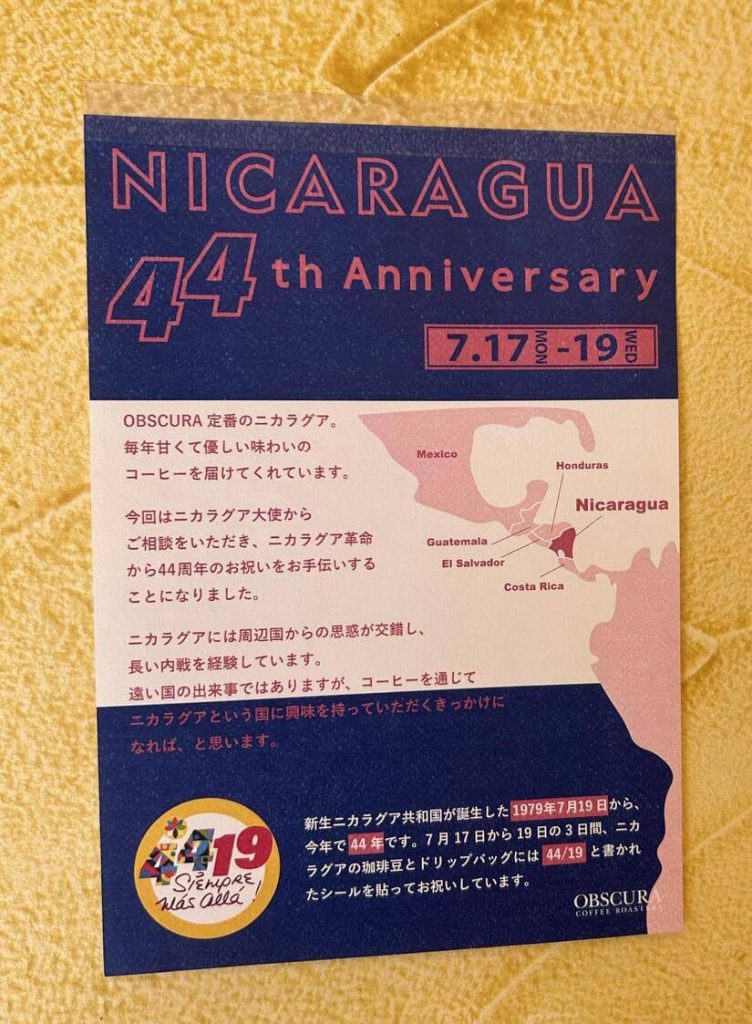 NICARAGUA
44th Anniversary
7.17 MON -19 WED
OBSCURA 定番のニカラグア。
毎年甘くて優しい味わいの
コーヒーを届けてくれています。
今回はニカラグア大使から
ご相談をいただき、ニカラグア革命
から44周年のお祝いをお手伝いする
ことになりました。
ニカラグアには周辺国からの思惑が交錯し、
長い内戦を経験しています。
遠い国の出来事ではありますが、コーヒーを通じて
ニカラグアという国に興味を持っていただくきっかけに
なれば、と思います。
Mexico
Honduras
Nicaragua
Guatemala
El Salvador
Costa Rica
4419
SIEMPRE
Más Allá!
新生ニカラグア共和国が誕生した 1979年7月19日から、
今年で 44 年です。7 月 17 日から 19 日の 3 日間、ニカ
ラグアの珈琲豆とドリップバッグには 44/19 と書かれ
たシールを貼ってお祝いしています。
OBSCURA
COFFEE ROASTERS